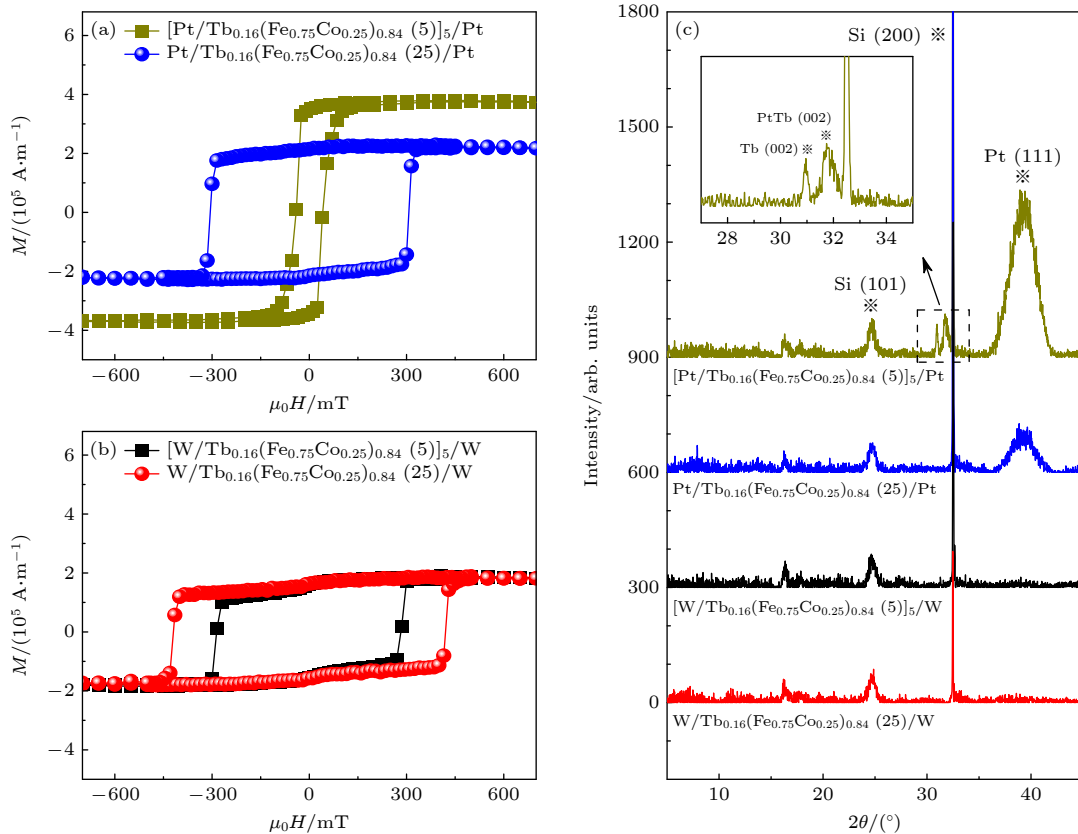 (a)
[Pt/Tb0.16(Fe0.75Co0.25)0.84 (5)]5/Pt
Pt/Tb0.16(Fe0.75Co0.25)0.84 (25)/Pt
6
4
2
0
−2
−4
M/(10⁵ A·m⁻¹)
−600
−300
0
300
600
μ0H/mT
(b)
[W/Tb0.16(Fe0.75Co0.25)0.84 (5)]5/W
W/Tb0.16(Fe0.75Co0.25)0.84 (25)/W
6
4
2
0
−2
−4
M/(10⁵ A·m⁻¹)
−600
−300
0
300
600
μ0H/mT
(c)
1800
1500
1200
900
600
300
0
Intensity/arb. units
Si (200) ※
PtTb (002)
※
Tb (002) ※
28
30
32
34
Pt (111)
※
Si (101)
※
[Pt/Tb0.16(Fe0.75Co0.25)0.84 (5)]5/Pt
Pt/Tb0.16(Fe0.75Co0.25)0.84 (25)/Pt
[W/Tb0.16(Fe0.75Co0.25)0.84 (5)]5/W
W/Tb0.16(Fe0.75Co0.25)0.84 (25)/W
10
20
30
40
2θ/(°)